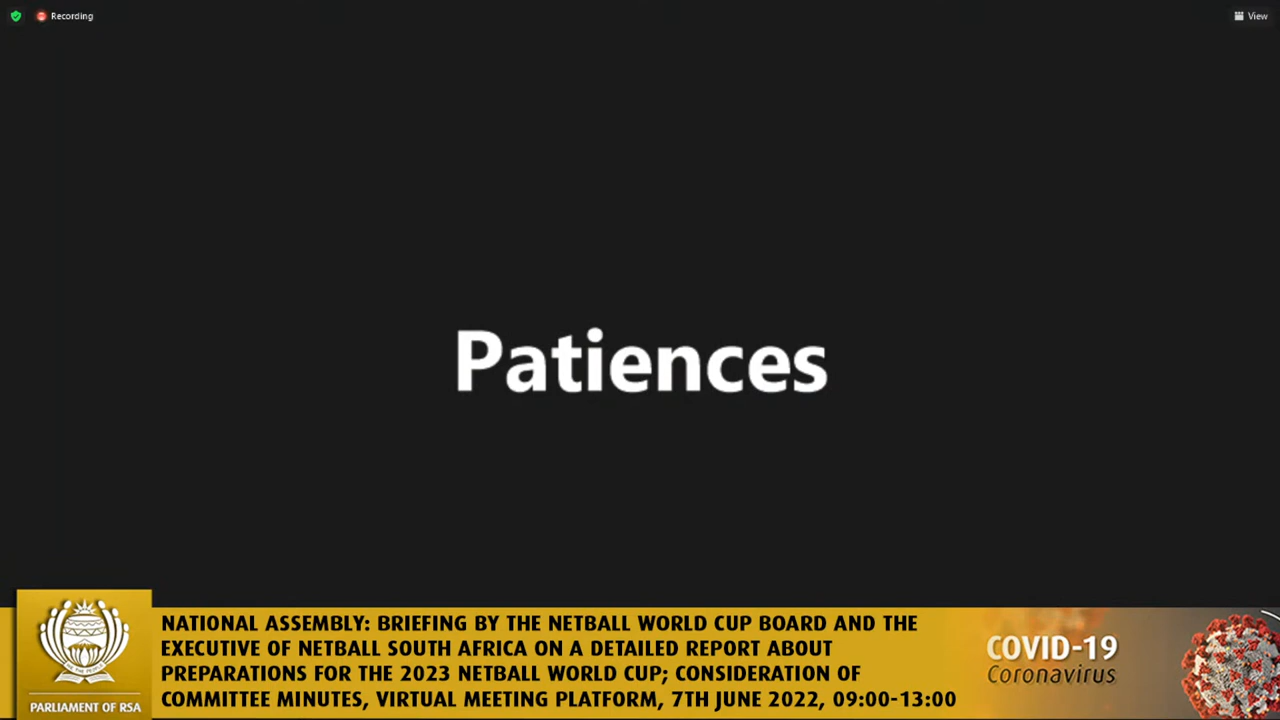 Recording
View
Patiences
NATIONAL ASSEMBLY: BRIEFING BY THE NETBALL WORLD CUP BOARD AND THE
EXECUTIVE OF NETBALL SOUTH AFRICA ON A DETAILED REPORT ABOUT
PREPARATIONS FOR THE 2023 NETBALL WORLD CUP; CONSIDERATION OF
COMMITTEE MINUTES, VIRTUAL MEETING PLATFORM, 7TH JUNE 2022, 09:00-13:00
PARLIAMENT OF RSA
COVID-19
Coronavirus